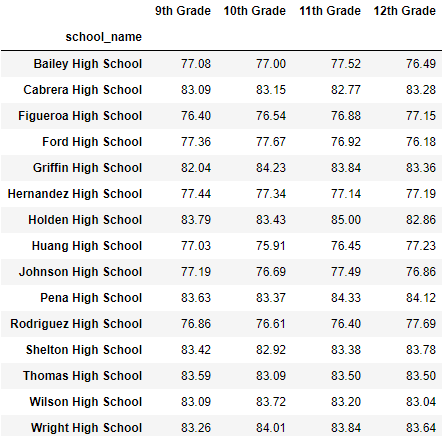 9th Grade 10th Grade 11th Grade 12th Grade
school_name
Bailey High School 77.08 77.00 77.52 76.49
Cabrera High School 83.09 83.15 82.77 83.28
Figueroa High School 76.40 76.54 76.88 77.15
Ford High School 77.36 77.67 76.92 76.18
Griffin High School 82.04 84.23 83.84 83.36
Hernandez High School 77.44 77.34 77.14 77.19
Holden High School 83.79 83.43 85.00 82.86
Huang High School 77.03 75.91 76.45 77.23
Johnson High School 77.19 76.69 77.49 76.86
Pena High School 83.63 83.37 84.33 84.12
Rodriguez High School 76.86 76.61 76.40 77.69
Shelton High School 83.42 82.92 83.38 83.78
Thomas High School 83.59 83.09 83.50 83.50
Wilson High School 83.09 83.72 83.20 83.04
Wright High School 83.26 84.01 83.84 83.64